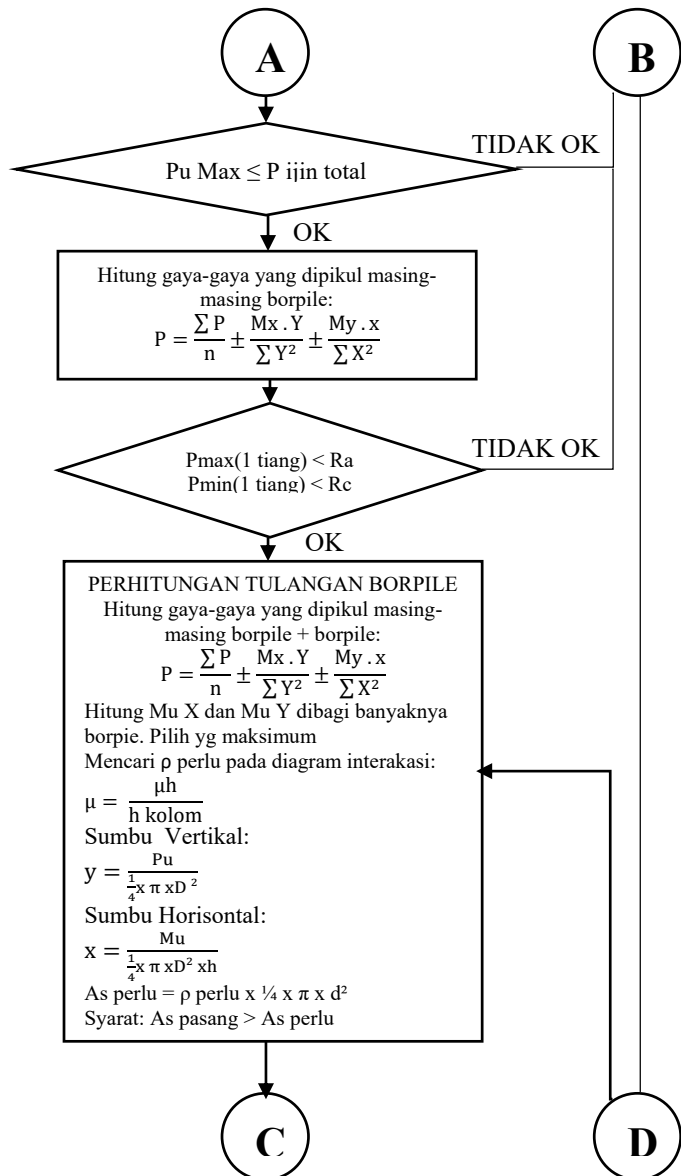 A
B
Pu Max ≤ P ijin total
TIDAK OK
OK
Hitung gaya-gaya yang dipikul masing-
masing borpile:
P = ∑ P / n ± Mx . Y / ∑ Y² ± My . x / ∑ X²
Pmax(1 tiang) < Ra
Pmin(1 tiang) < Rc
TIDAK OK
OK
PERHITUNGAN TULANGAN BORPILE
Hitung gaya-gaya yang dipikul masing-
masing borpile + borpile:
P = ∑ P / n ± Mx . Y / ∑ Y² ± My . x / ∑ X²
Hitung Mu X dan Mu Y dibagi banyaknya
borpie. Pilih yg maksimum
Mencari ρ perlu pada diagram interakasi:
μ = μh / h kolom
Sumbu Vertikal:
y = Pu / ¼ x π xD ²
Sumbu Horisontal:
x = Mu / ¼ x π xD² xh
As perlu = ρ perlu x ¼ x π x d²
Syarat: As pasang > As perlu
C
D